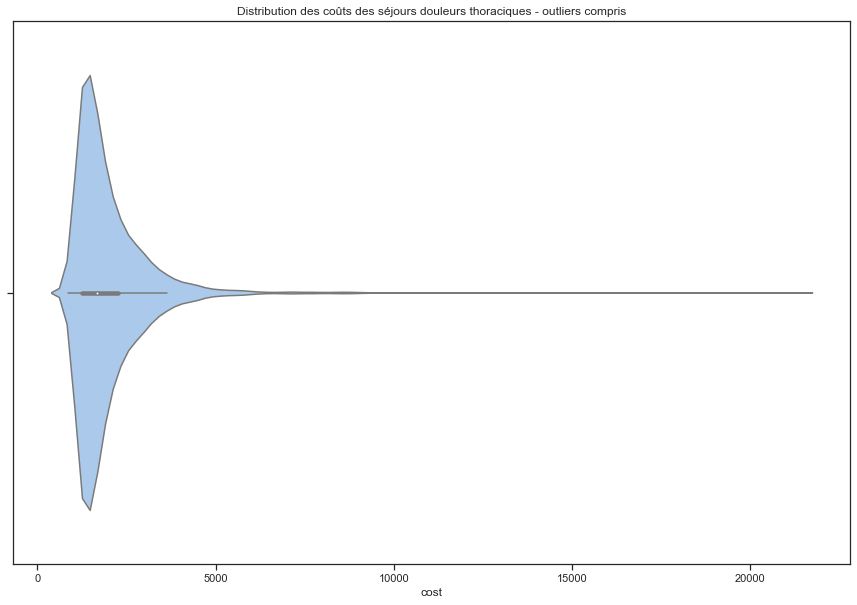 Distribution des coûts des séjours douleurs thoraciques - outliers compris
0 5000 10000 15000 20000
cost